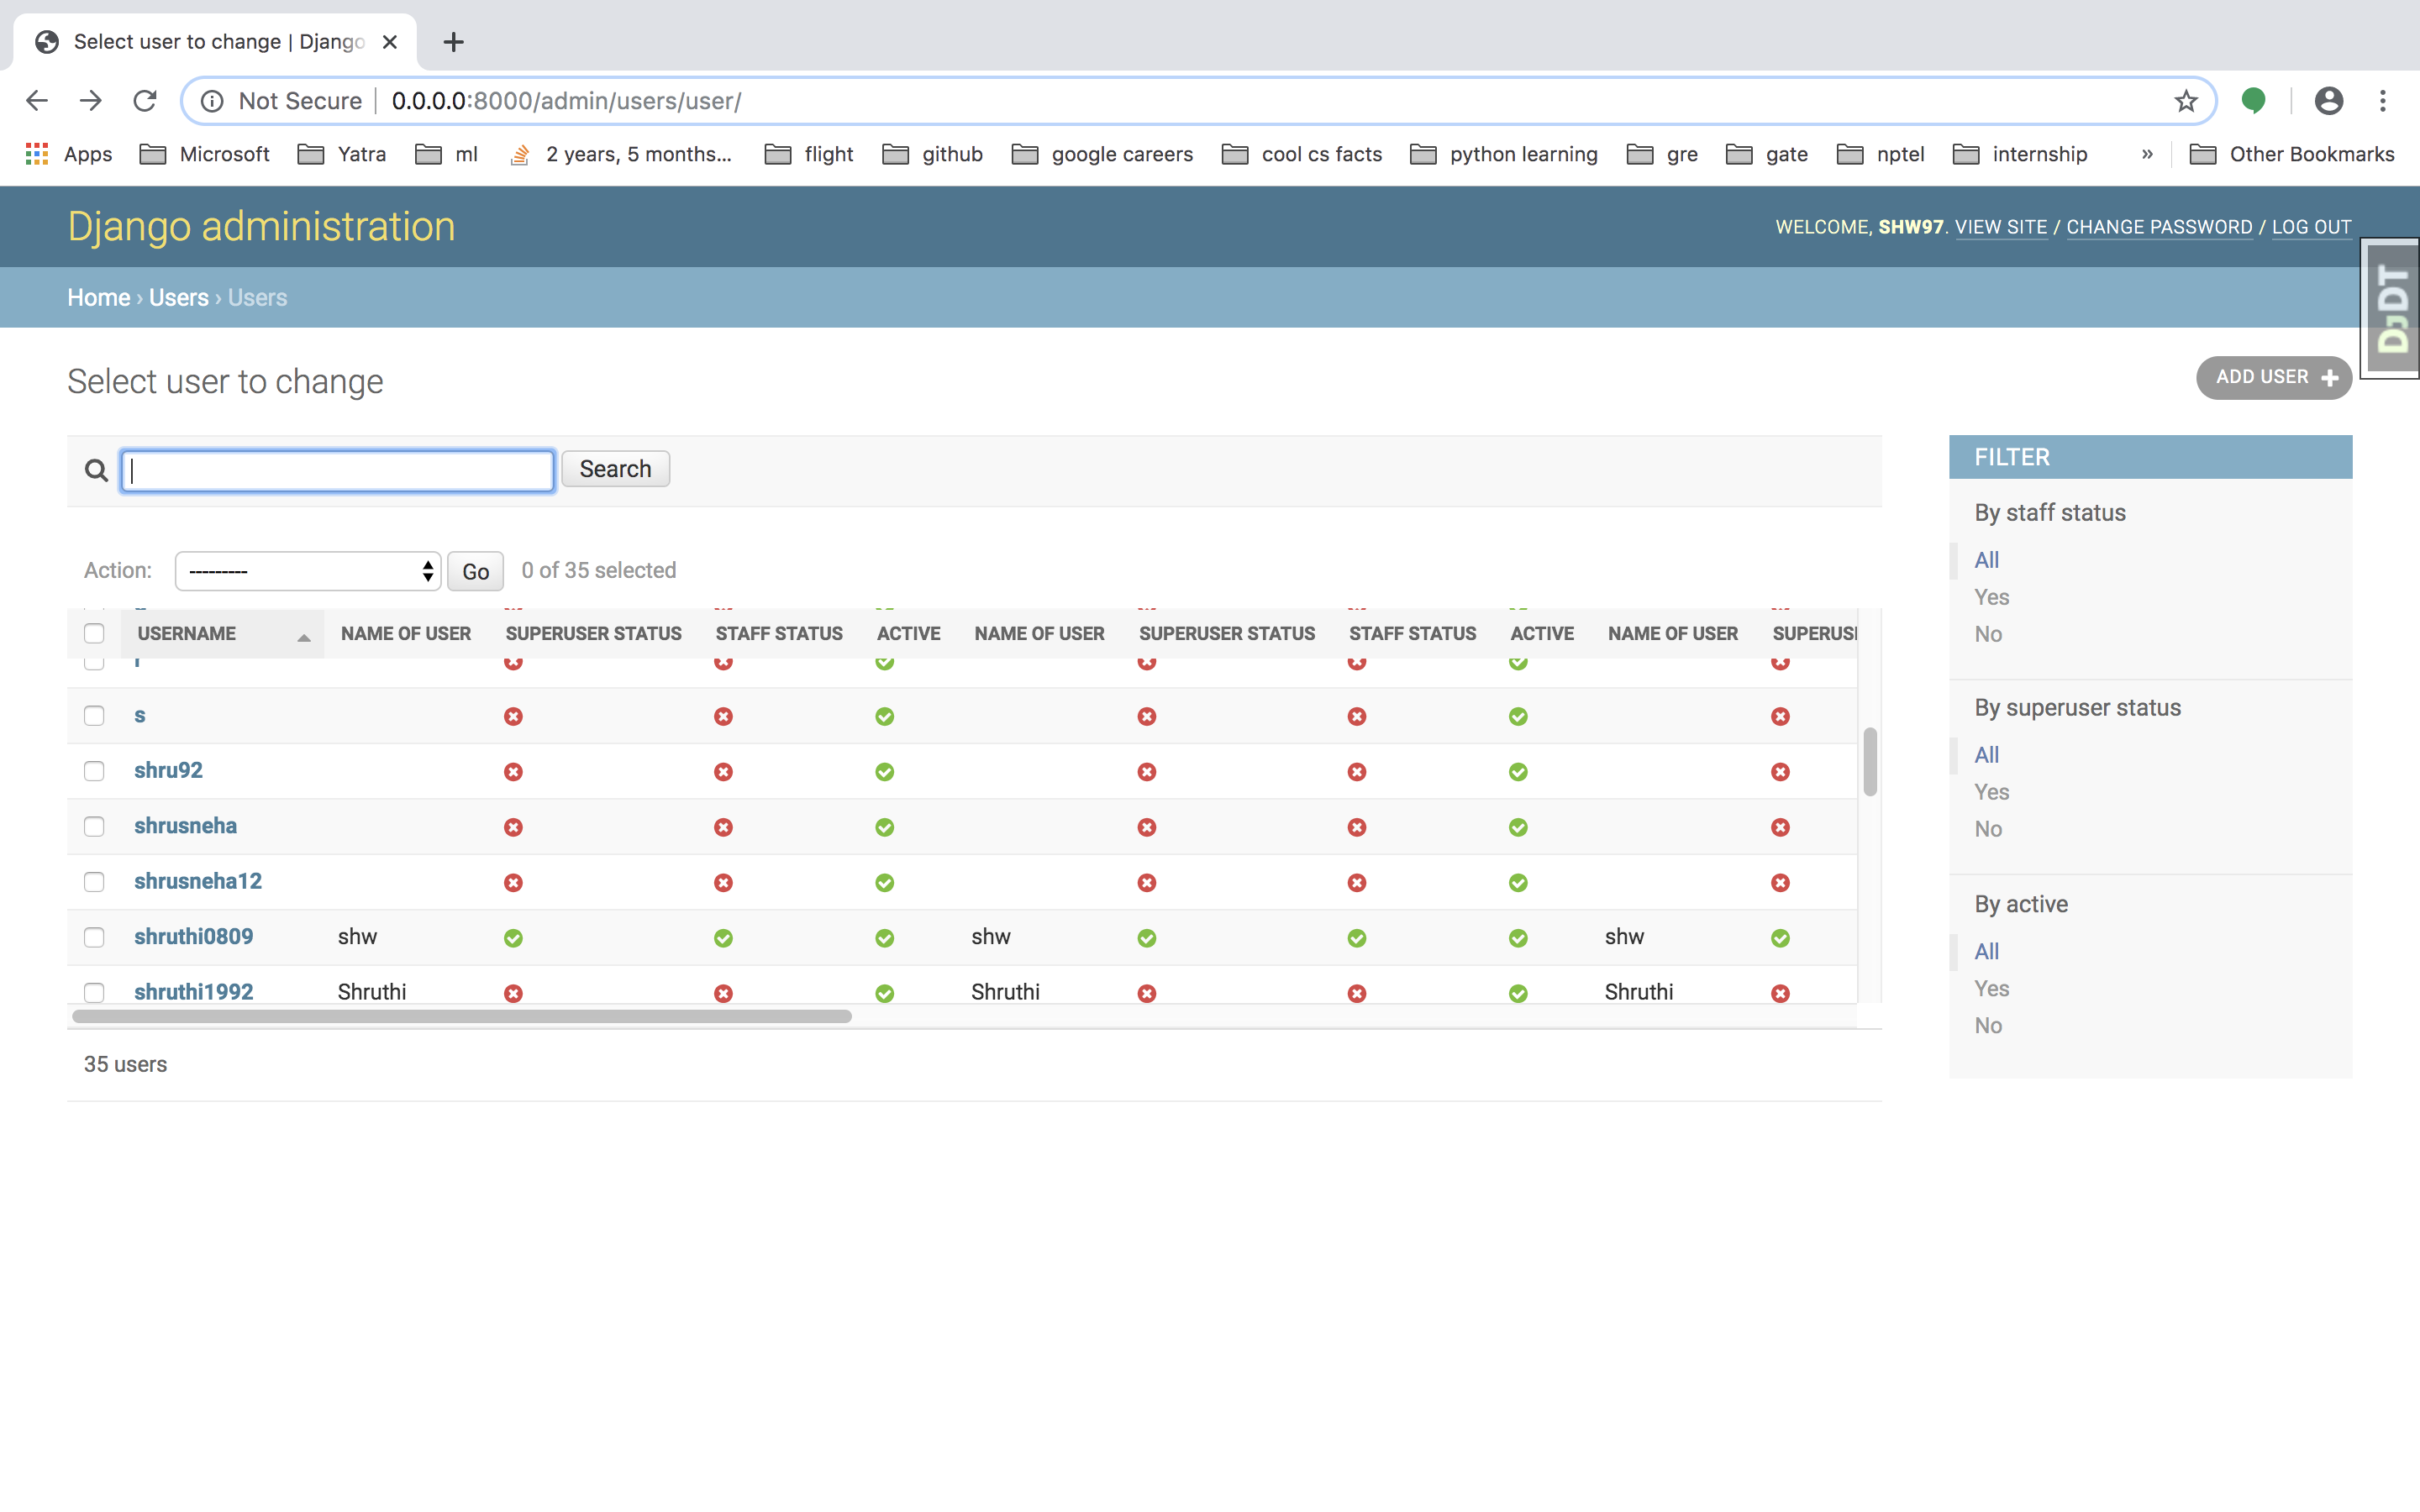 Select user to change | Django
Not Secure 0.0.0.0:8000/admin/users/user/
Apps Microsoft Yatra ml 2 years, 5 months... flight github google careers cool cs facts python learning gre gate nptel internship » Other Bookmarks
Django administration
WELCOME, SHW97. VIEW SITE / CHANGE PASSWORD / LOG OUT
DJDT
Home › Users › Users
Select user to change
ADD USER
Search
Action: --------- Go 0 of 35 selected
USERNAME NAME OF USER SUPERUSER STATUS STAFF STATUS ACTIVE NAME OF USER SUPERUSER STATUS STAFF STATUS ACTIVE NAME OF USER
s
shru92
shrusneha
shrusneha12
shruthi0809 shw shw shw
shruthi1992 Shruthi Shruthi Shruthi
35 users
FILTER
By staff status
All
Yes
No
By superuser status
All
Yes
No
By active
All
Yes
No